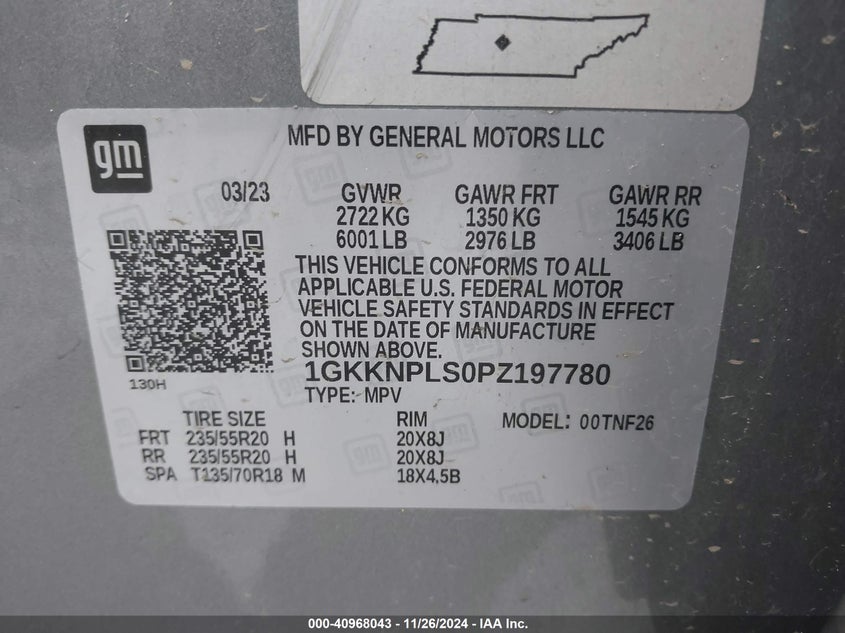 gm
MFD BY GENERAL MOTORS LLC
03/23 GVWR GAWR FRT GAWR RR
2722 KG 1350 KG 1545 KG
6001 LB 2976 LB 3406 LB
THIS VEHICLE CONFORMS TO ALL
APPLICABLE U.S. FEDERAL MOTOR
VEHICLE SAFETY STANDARDS IN EFFECT
ON THE DATE OF MANUFACTURE
SHOWN ABOVE.
1GKKNPLS0PZ197780
130H
TYPE: MPV
TIRE SIZE RIM MODEL: 00TNF26
FRT 235/55R20 H 20X8J
RR 235/55R20 H 20X8J
SPA T135/70R18 M 18X4,5B
000-40968043 - 11/26/2024 - IAA Inc.